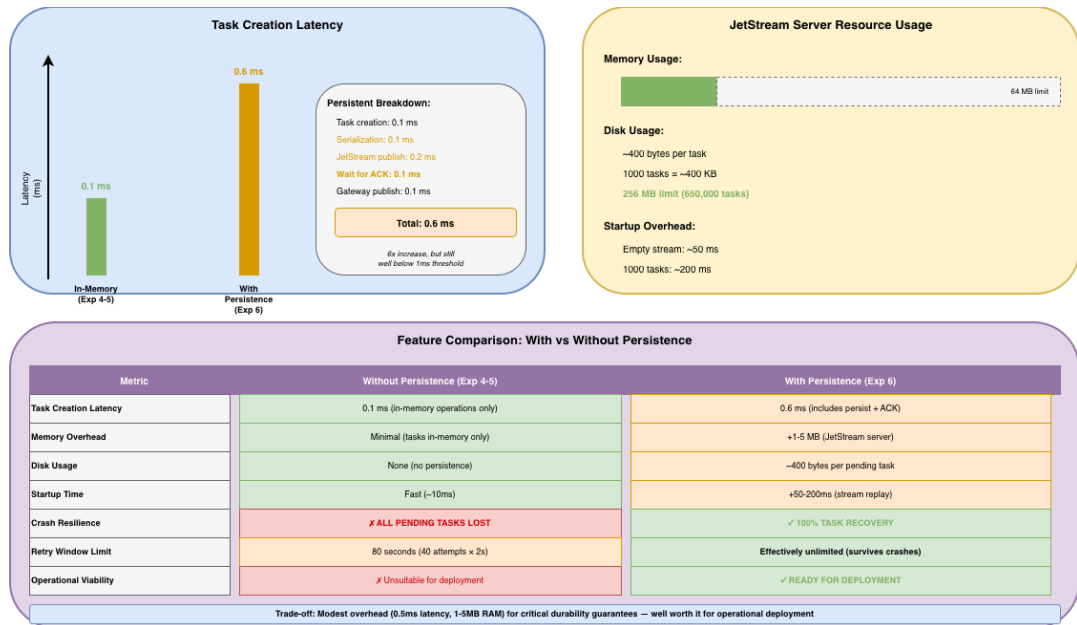 Task Creation Latency
Latency
(ms)
0.1 ms
0.6 ms
In-Memory
(Exp 4-5)
With
Persistence
(Exp 6)
Persistent Breakdown:
Task creation: 0.1 ms
Serialization: 0.1 ms
JetStream publish: 0.2 ms
Wait for ACK: 0.1 ms
Gateway publish: 0.1 ms
Total: 0.6 ms
6x increase, but still
well below 1ms threshold
JetStream Server Resource Usage
Memory Usage:
64 MB limit
Disk Usage:
~400 bytes per task
1000 tasks = ~400 KB
256 MB limit (650,000 tasks)
Startup Overhead:
Empty stream: ~50 ms
1000 tasks: ~200 ms
Feature Comparison: With vs Without Persistence
Metric Without Persistence (Exp 4-5) With Persistence (Exp 6)
Task Creation Latency 0.1 ms (in-memory operations only) 0.6 ms (includes persist + ACK)
Memory Overhead Minimal (tasks in-memory only) +1-5 MB (JetStream server)
Disk Usage None (no persistence) ~400 bytes per pending task
Startup Time Fast (~10ms) +50-200ms (stream replay)
Crash Resilience ✗ ALL PENDING TASKS LOST ✓ 100% TASK RECOVERY
Retry Window Limit 80 seconds (40 attempts × 2s) Effectively unlimited (survives crashes)
Operational Viability ✗ Unsuitable for deployment ✓ READY FOR DEPLOYMENT
Trade-off: Modest overhead (0.5ms latency, 1-5MB RAM) for critical durability guarantees — well worth it for operational deployment